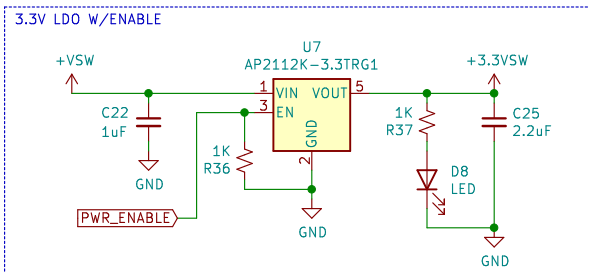 3.3V LDO W/ENABLE
U7
AP2112K-3.3TRG1
+VSW
+3.3VSW
1
VIN
VOUT
5
3
EN
GND
2
C22
1uF
GND
1K
R36
1K
R37
C25
2.2uF
D8
LED
PWR_ENABLE
GND
GND